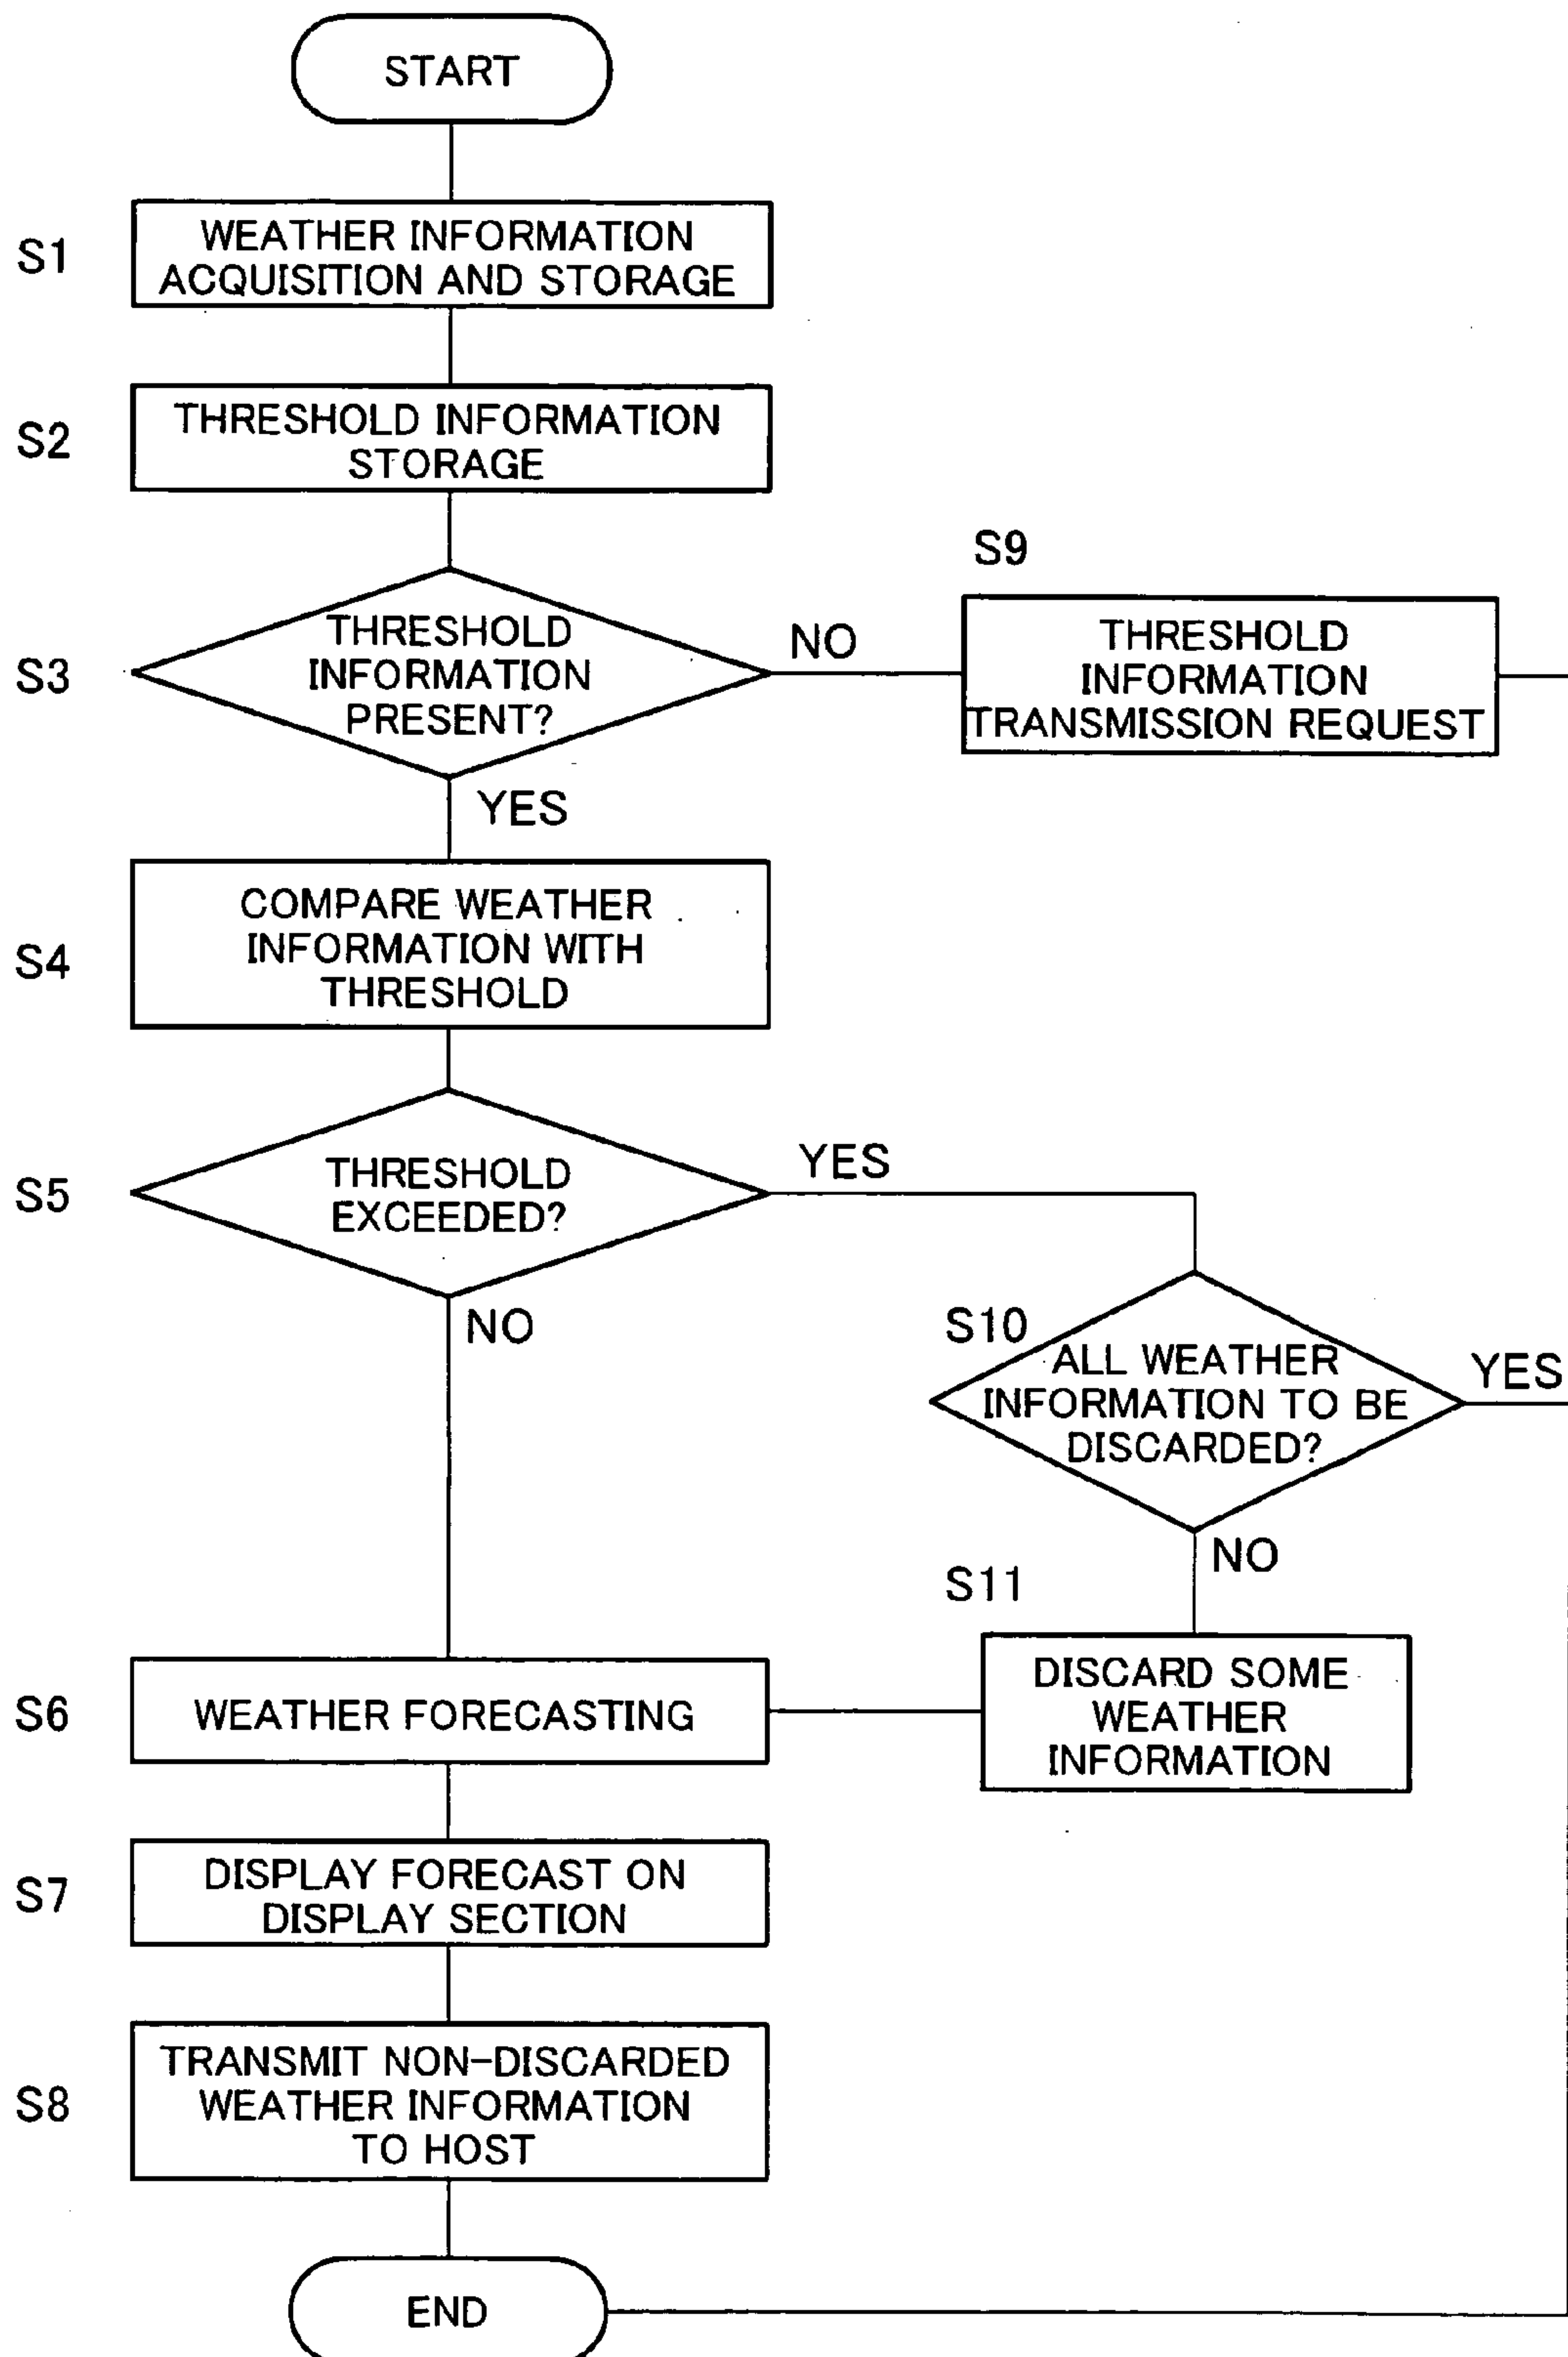 START
S1
WEATHER INFORMATION
ACQUISITION AND STORAGE
S2
THRESHOLD INFORMATION
STORAGE
S3
THRESHOLD
INFORMATION
PRESENT?
NO
S9
THRESHOLD
INFORMATION
TRANSMISSION REQUEST
YES
S4
COMPARE WEATHER
INFORMATION WITH
THRESHOLD
S5
THRESHOLD
EXCEEDED?
YES
NO
S10
ALL WEATHER
INFORMATION TO BE
DISCARDED?
YES
NO
S11
DISCARD SOME
WEATHER
INFORMATION
S6
WEATHER FORECASTING
S7
DISPLAY FORECAST ON
DISPLAY SECTION
S8
TRANSMIT NON-DISCARDED
WEATHER INFORMATION
TO HOST
END